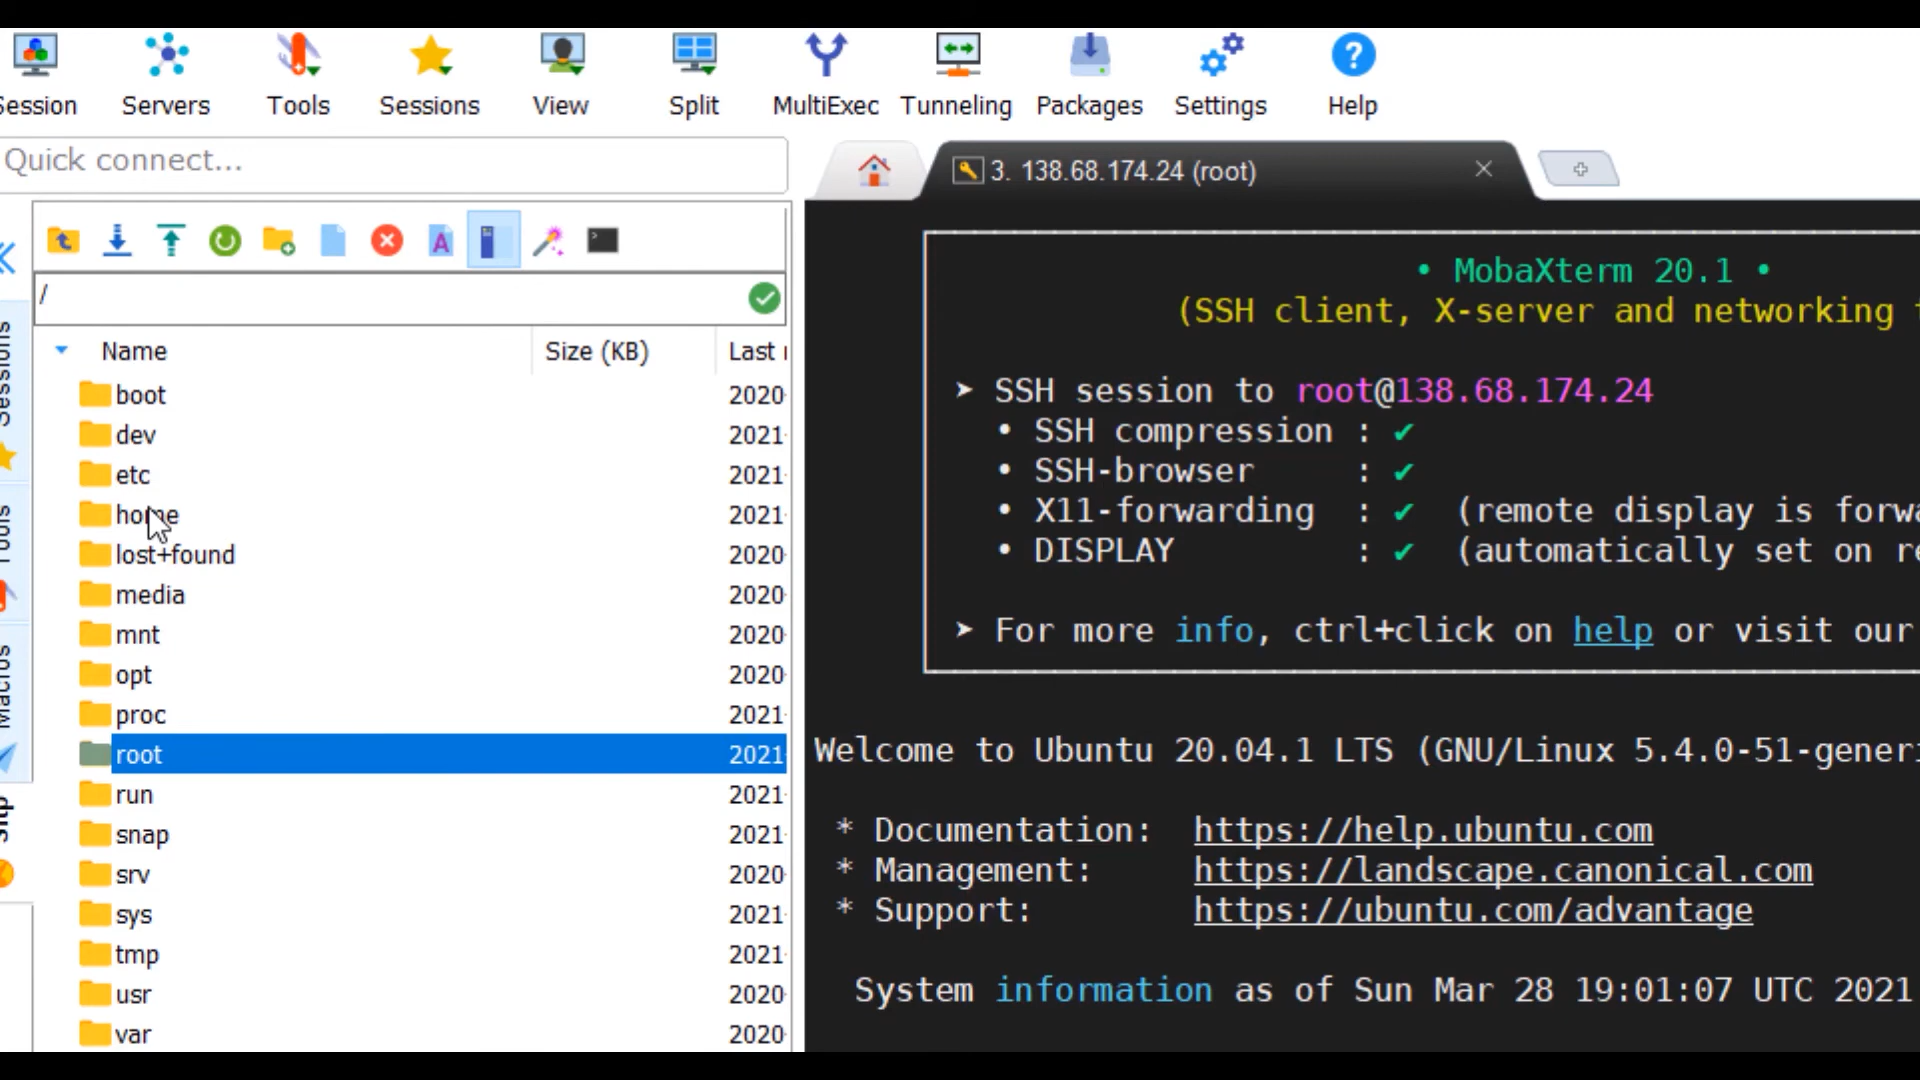 Session Servers Tools Sessions View Split MultiExec Tunneling Packages Settings Help
Quick connect...
3. 138.68.174.24 (root)
/
Name Size (KB) Last
boot 2020
dev 2021
etc 2021
home 2021
lost+found 2020
media 2020
mnt 2020
opt 2020
proc 2021
root 2021
run 2021
snap 2021
srv 2020
sys 2021
tmp 2021
usr 2020
var 2020
Sessions
Tools
Macros
Sftp
• MobaXterm 20.1 •
(SSH client, X-server and networking
➤ SSH session to root@138.68.174.24
• SSH compression : ✔
• SSH-browser : ✔
• X11-forwarding : ✔ (remote display is forwa
• DISPLAY : ✔ (automatically set on re
➤ For more info, ctrl+click on help or visit our
Welcome to Ubuntu 20.04.1 LTS (GNU/Linux 5.4.0-51-generi
* Documentation: https://help.ubuntu.com
* Management: https://landscape.canonical.com
* Support: https://ubuntu.com/advantage
System information as of Sun Mar 28 19:01:07 UTC 2021